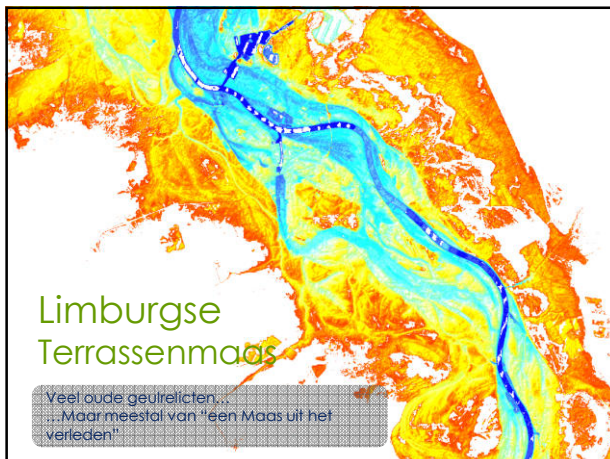 Limburgse
Terrassenmaas
Veel oude geulrelicten…
…Maar meestal van “een Maas uit het
verleden”